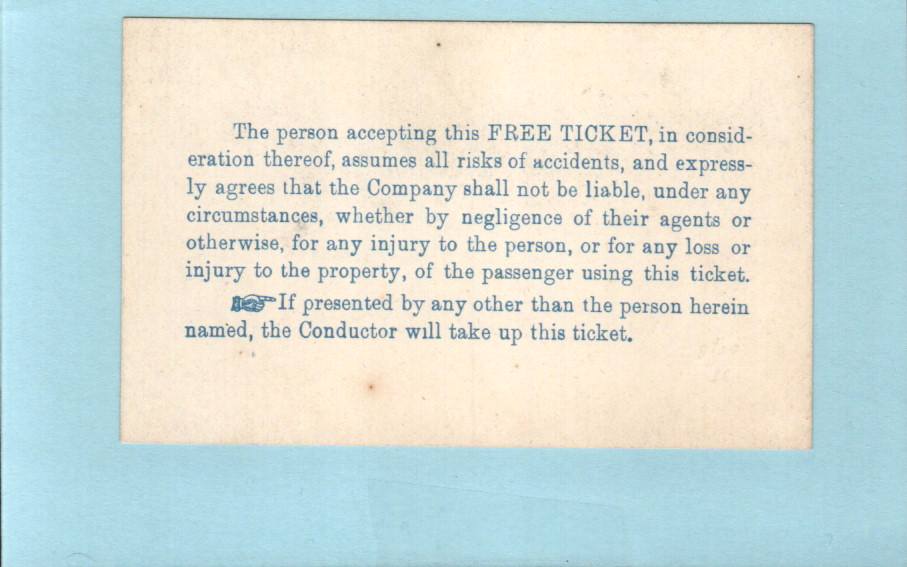 The person accepting this FREE TICKET, in consid-
eration thereof, assumes all risks of accidents, and express-
ly agrees that the Company shall not be liable, under any
circumstances, whether by negligence of their agents or
otherwise, for any injury to the person, or for any loss or
injury to the property, of the passenger using this ticket.
☞ If presented by any other than the person herein
named, the Conductor will take up this ticket.